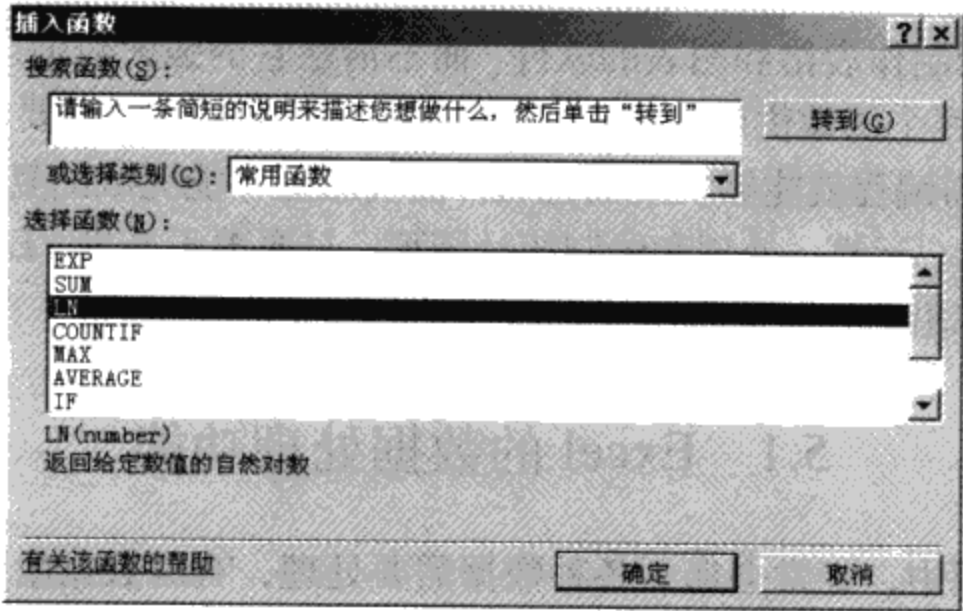 插入函数
搜索函数(S):
请输入一条简短的说明来描述您想做什么，然后单击“转到”
转到(G)
或选择类别(C): 常用函数
选择函数(N):
EXP
SUM
LN
COUNTIF
MAX
AVERAGE
IF
LN(number)
返回给定数值的自然对数
有关该函数的帮助
确定 取消